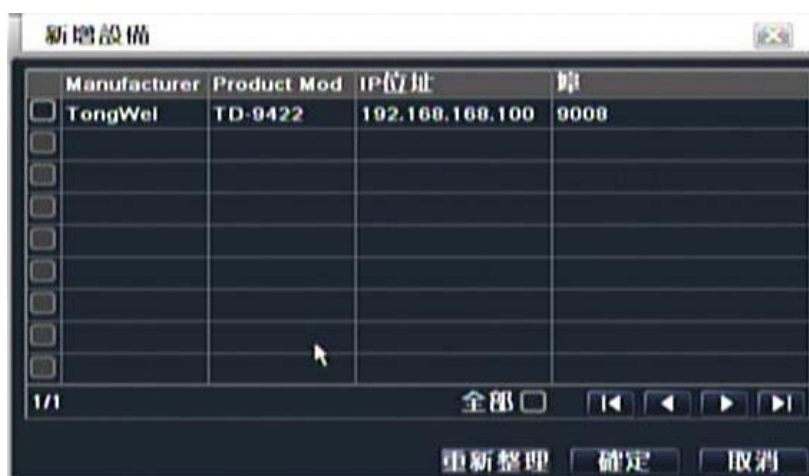 新增設備
Manufacturer Product Mod IP位址 埠
TongWei TD-9422 192.168.168.100 9008
1/1 全部
重新整理 確定 取消